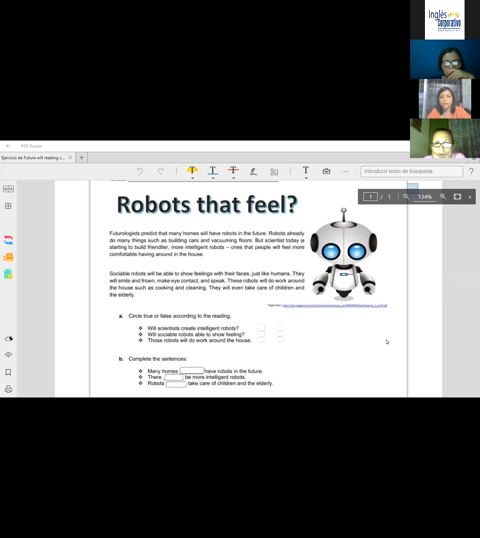 Inglés
Corporativo
PDF Reader
Ejercicio de Future will reading c...
Introducir texto de búsqueda
1 / 1
134%
Robots that feel?
Futurologists predict that many homes will have robots in the future. Robots already
do many things such as building cars and vacuuming floors. But scientist today is
starting to build friendlier, more intelligent robots – ones that people will feel more
comfortable having around in the house.
Sociable robots will be able to show feelings with their faces, just like humans. They
will smile and frown, make eye contact, and speak. These robots will do work around
the house such as cooking and cleaning. They will even take care of children and
the elderly.
a. Circle true or false according to the reading.
❖ Will scientists create intelligent robots?
❖ Will sociable robots able to show feeling?
❖ Those robots will do work around the house.
b. Complete the sentences:
❖ Many homes have robots in the future.
❖ There be more intelligent robots.
❖ Robots take care of children and the elderly.